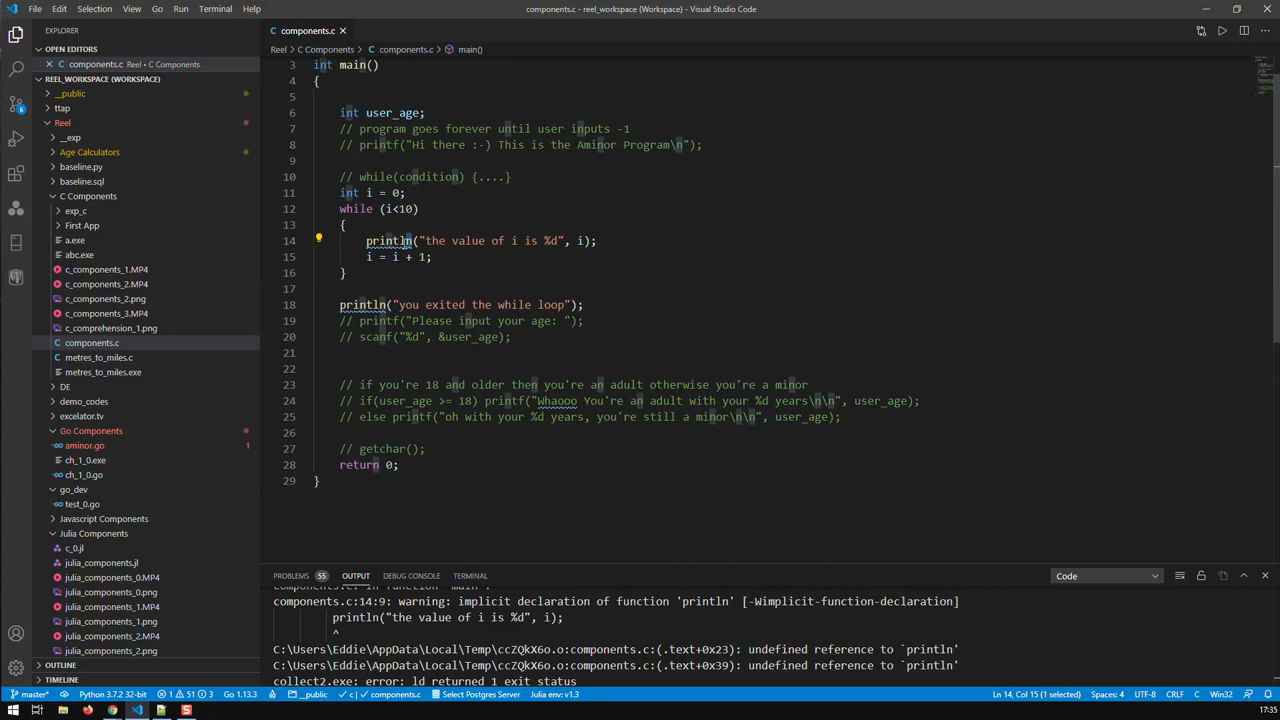 File Edit Selection View Go Run Terminal Help
components.c - reel_workspace (Workspace) - Visual Studio Code
EXPLORER
OPEN EDITORS
components.c Reel • C Components
REEL_WORKSPACE (WORKSPACE)
__public
ttap
Reel
__exp
Age Calculators
baseline.py
baseline.sql
C Components
exp_c
First App
a.exe
abc.exe
c_components_1.MP4
c_components_2.MP4
c_components_2.png
c_components_3.MP4
c_comprehension_1.png
components.c
metres_to_miles.c
metres_to_miles.exe
DE
demo_codes
excelator.tv
Go Components
aminor.go 1
ch_1_0.exe
ch_1_0.go
go_dev
test_0.go
Javascript Components
Julia Components
c_0.jl
julia_components.jl
julia_components_0.MP4
julia_components_0.png
julia_components_1.MP4
julia_components_1.png
julia_components_2.MP4
julia_components_2.png
OUTLINE
TIMELINE
components.c
Reel > C Components > components.c > main()
3 int main()
4 {
5
6 int user_age;
7 // program goes forever until user inputs -1
8 // printf("Hi there :-) This is the Aminor Program\n");
9
10 // while(condition) {....}
11 int i = 0;
12 while (i<10)
13 {
14 println("the value of i is %d", i);
15 i = i + 1;
16 }
17
18 println("you exited the while loop");
19 // printf("Please input your age: ");
20 // scanf("%d", &user_age);
21
22
23 // if you're 18 and older then you're an adult otherwise you're a minor
24 // if(user_age >= 18) printf("Whaooo You're an adult with your %d years\n\n", user_age);
25 // else printf("oh with your %d years, you're still a minor\n\n", user_age);
26
27 // getchar();
28 return 0;
29 }
PROBLEMS 55 OUTPUT DEBUG CONSOLE TERMINAL
Code
components.c: In function 'main':
components.c:14:9: warning: implicit declaration of function 'println' [-Wimplicit-function-declaration]
println("the value of i is %d", i);
^
C:\Users\Eddie\AppData\Local\Temp\ccZQkX6o.o:components.c:(.text+0x23): undefined reference to `println'
C:\Users\Eddie\AppData\Local\Temp\ccZQkX6o.o:components.c:(.text+0x39): undefined reference to `println'
collect2.exe: error: ld returned 1 exit status
6
master* Python 3.7.2 32-bit 1 51 3 Go 1.13.3 __public c | components.c Select Postgres Server Julia env: v1.3 Ln 14, Col 15 (1 selected) Spaces: 4 UTF-8 CRLF C Win32
17:35